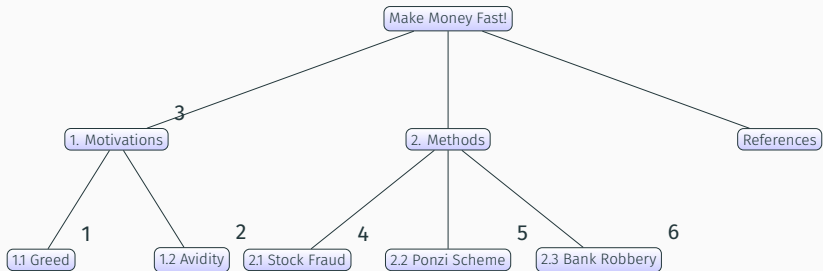 Make Money Fast!
3
1. Motivations
2. Methods
References
1
2
4
5
6
1.1 Greed
1.2 Avidity
2.1 Stock Fraud
2.2 Ponzi Scheme
2.3 Bank Robbery